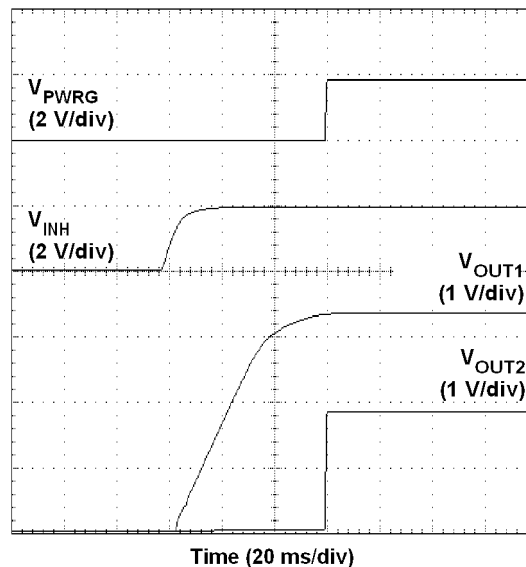 VPWRG
(2 V/div)
VINH
(2 V/div)
VOUT1
(1 V/div)
VOUT2
(1 V/div)
Time (20 ms/div)